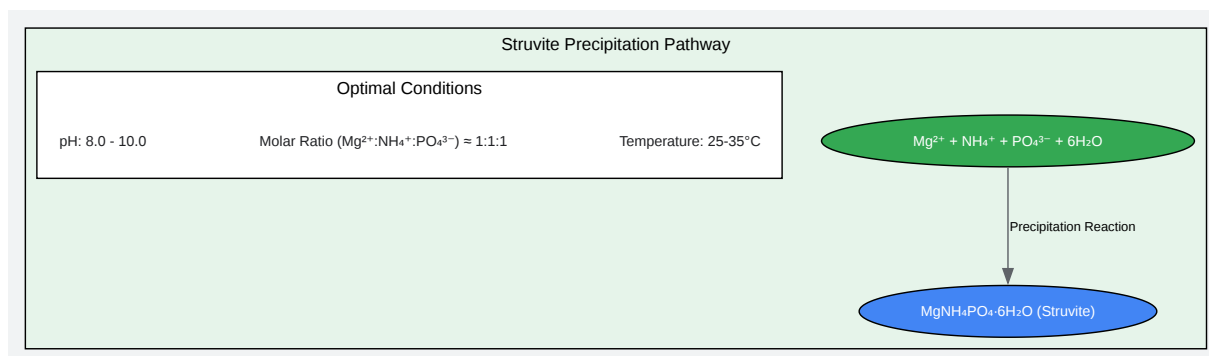 Struvite Precipitation Pathway
Optimal Conditions
pH: 8.0 - 10.0
Molar Ratio (Mg²⁺:NH₄⁺:PO₄³⁻) ≈ 1:1:1
Temperature: 25-35°C
Mg²⁺ + NH₄⁺ + PO₄³⁻ + 6H₂O
Precipitation Reaction
MgNH₄PO₄·6H₂O (Struvite)